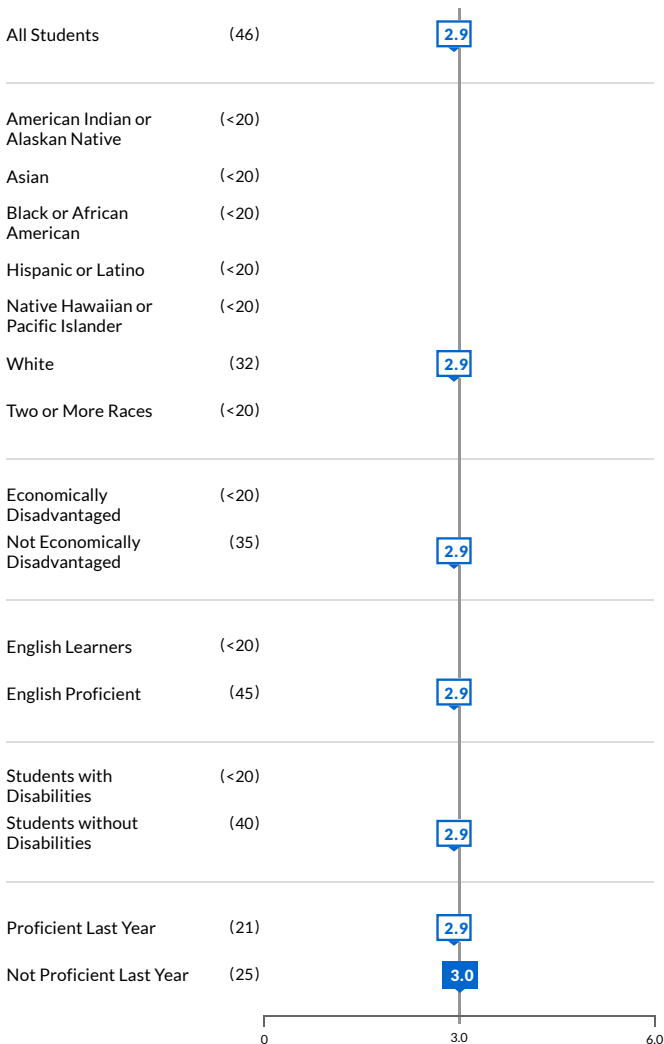 All Students (46) 2.9
American Indian or (<20)
Alaskan Native
Asian (<20)
Black or African (<20)
American
Hispanic or Latino (<20)
Native Hawaiian or (<20)
Pacific Islander
White (32) 2.9
Two or More Races (<20)
Economically (<20)
Disadvantaged
Not Economically (35) 2.9
Disadvantaged
English Learners (<20)
English Proficient (45) 2.9
Students with (<20)
Disabilities
Students without (40) 2.9
Disabilities
Proficient Last Year (21) 2.9
Not Proficient Last Year (25) 3.0
0 3.0 6.0